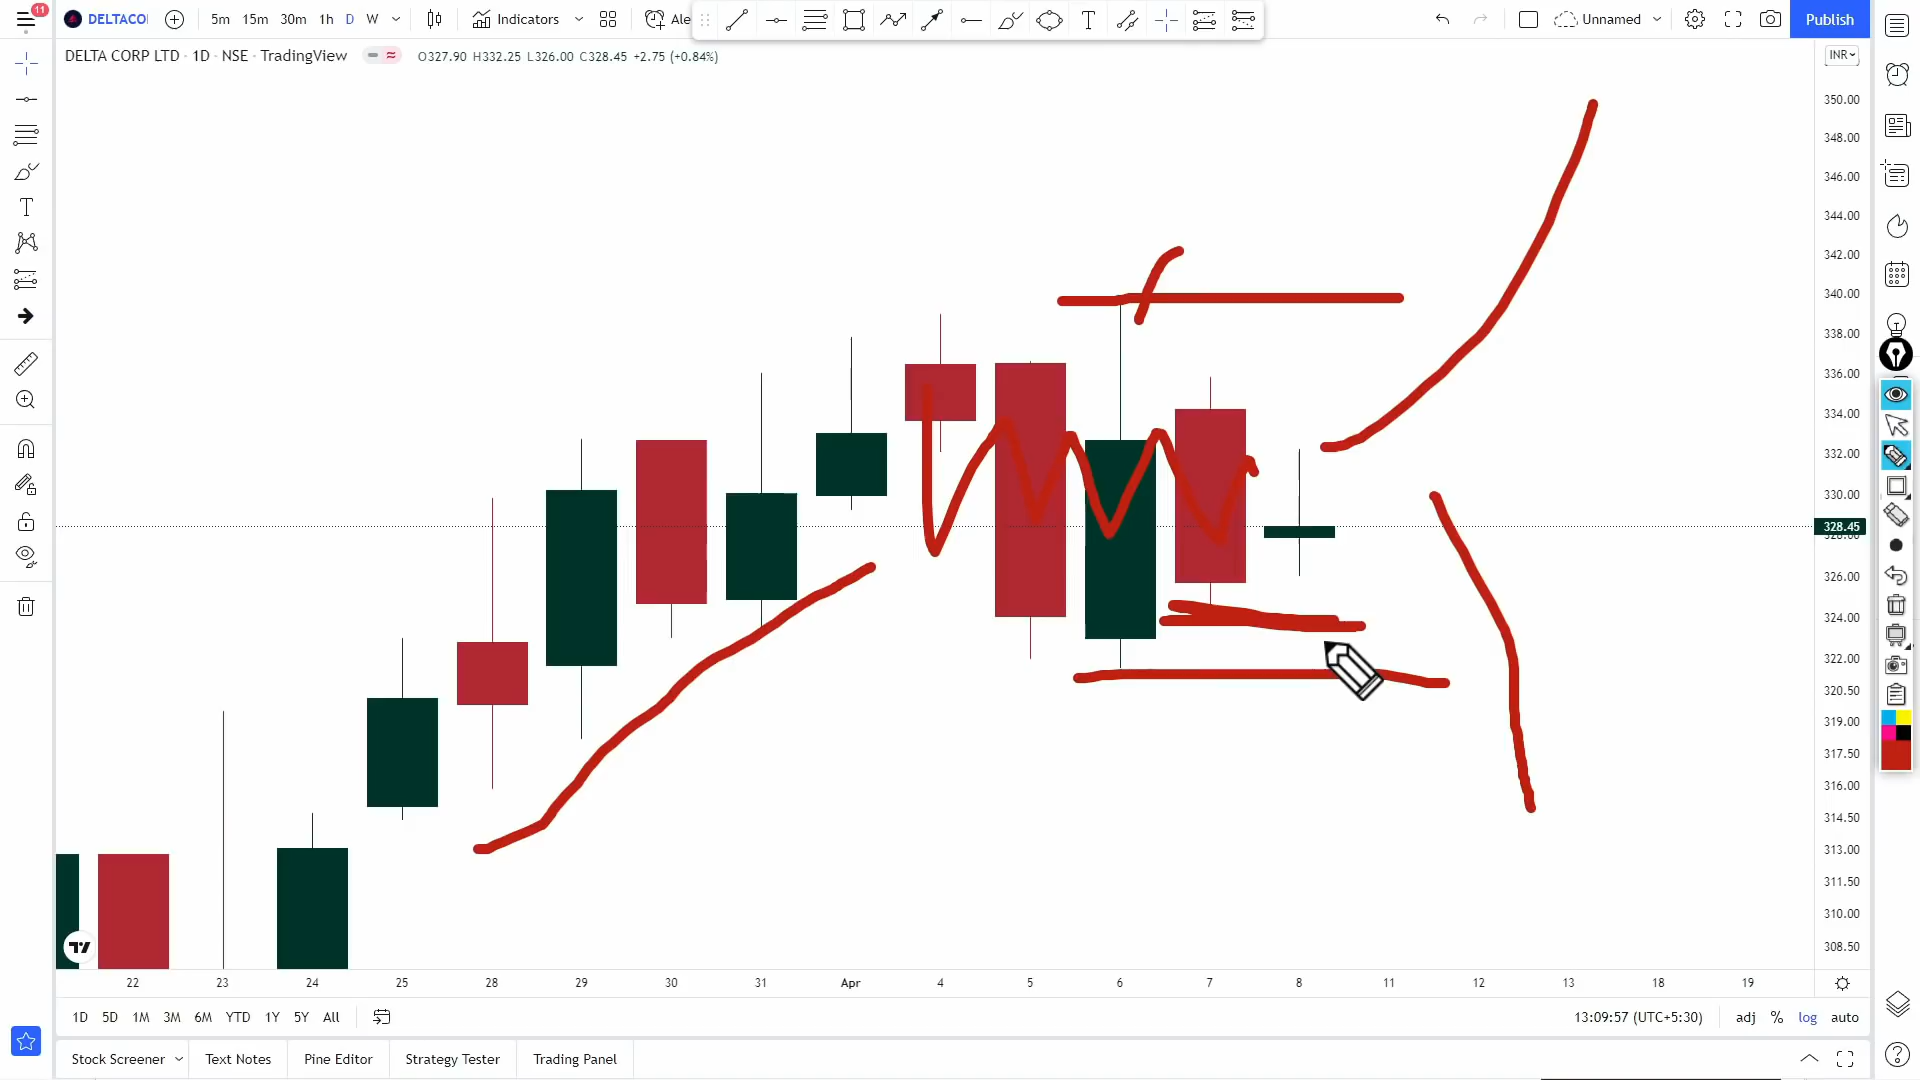 11
DELTACO
5m 15m 30m 1h D W
Indicators
Ale
T
Unnamed
Publish
DELTA CORP LTD · 1D · NSE · TradingView
O327.90 H332.25 L326.00 C328.45 +2.75 (+0.84%)
INR
T
350.00
348.00
346.00
344.00
342.00
340.00
338.00
336.00
334.00
332.00
330.00
328.45
328.00
326.00
324.00
322.00
320.50
319.00
317.50
316.00
314.50
313.00
311.50
310.00
308.50
22 23 24 25 28 29 30 31 Apr 4 5 6 7 8 11 12 13 18 19
1D 5D 1M 3M 6M YTD 1Y 5Y All
13:09:57 (UTC+5:30)
adj % log auto
Stock Screener Text Notes Pine Editor Strategy Tester Trading Panel